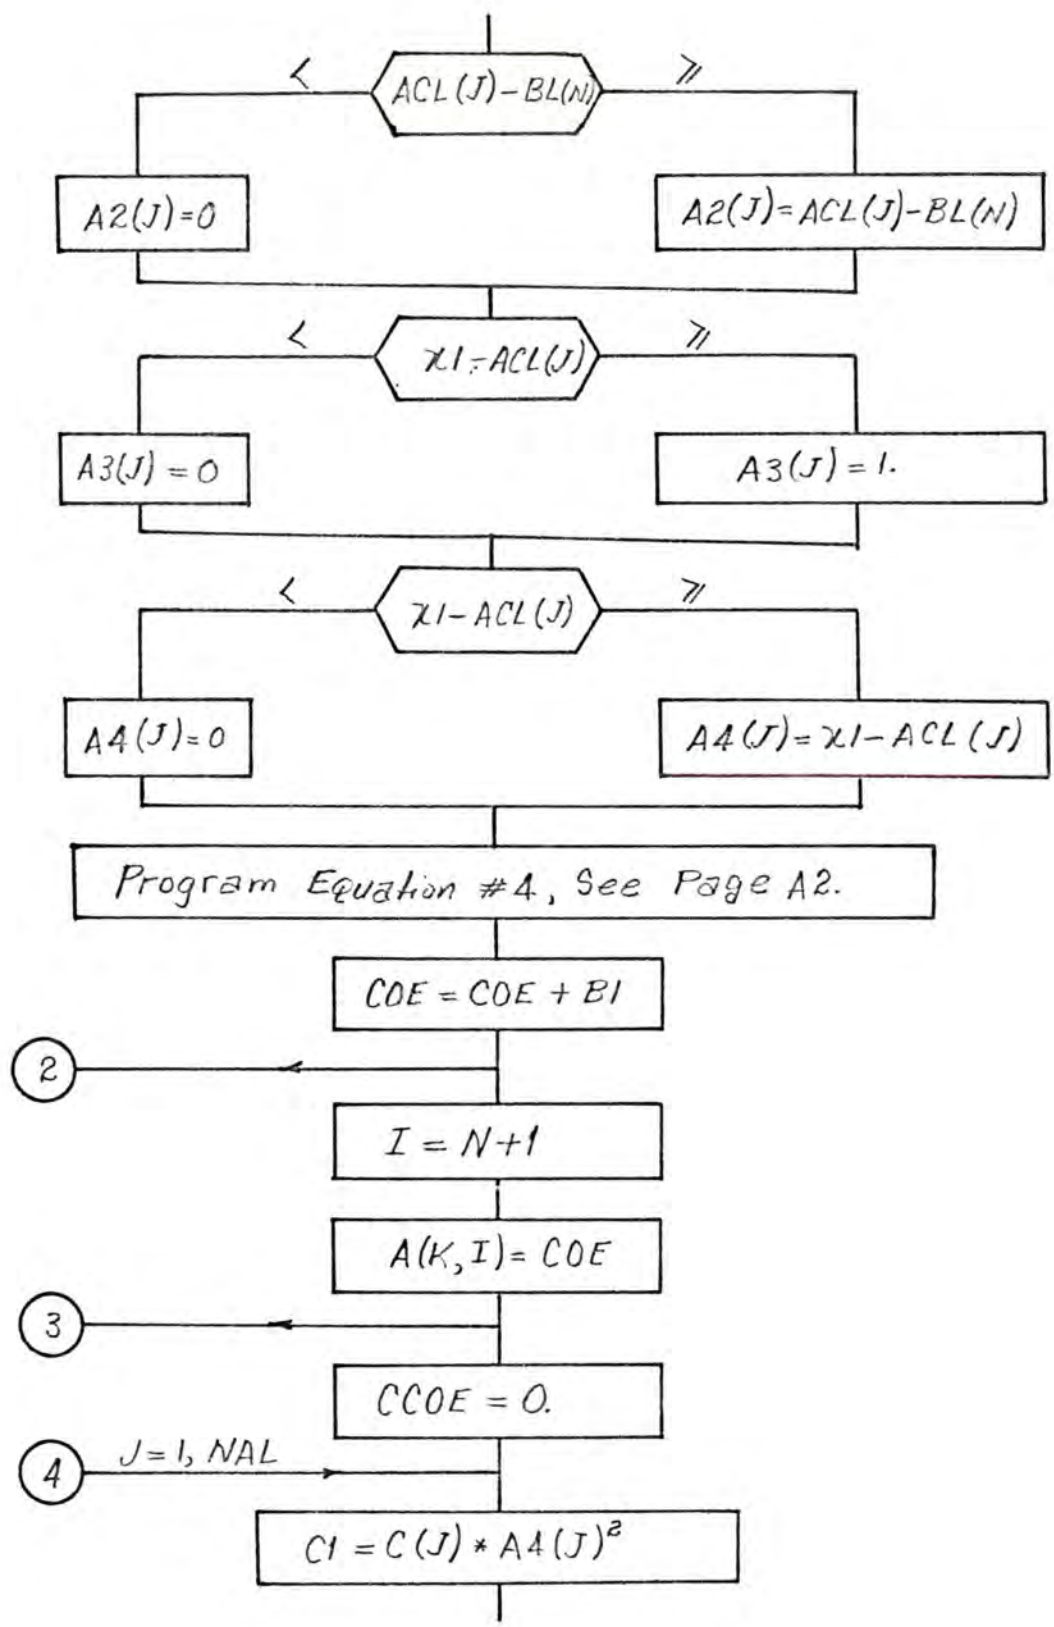 < ACL(J)-BL(N) ⩾
A2(J)=0
A2(J)=ACL(J)-BL(N)
< X1-ACL(J) ⩾
A3(J)=0
A3(J)=1.
< X1-ACL(J) ⩾
A4(J)=0
A4(J)=X1-ACL(J)
Program Equation #4, See Page A2.
COE = COE + B1
2
I = N+1
A(K,I)= COE
3
CCOE = 0.
4 J=1, NAL
C1 = C(J) * A4(J)²